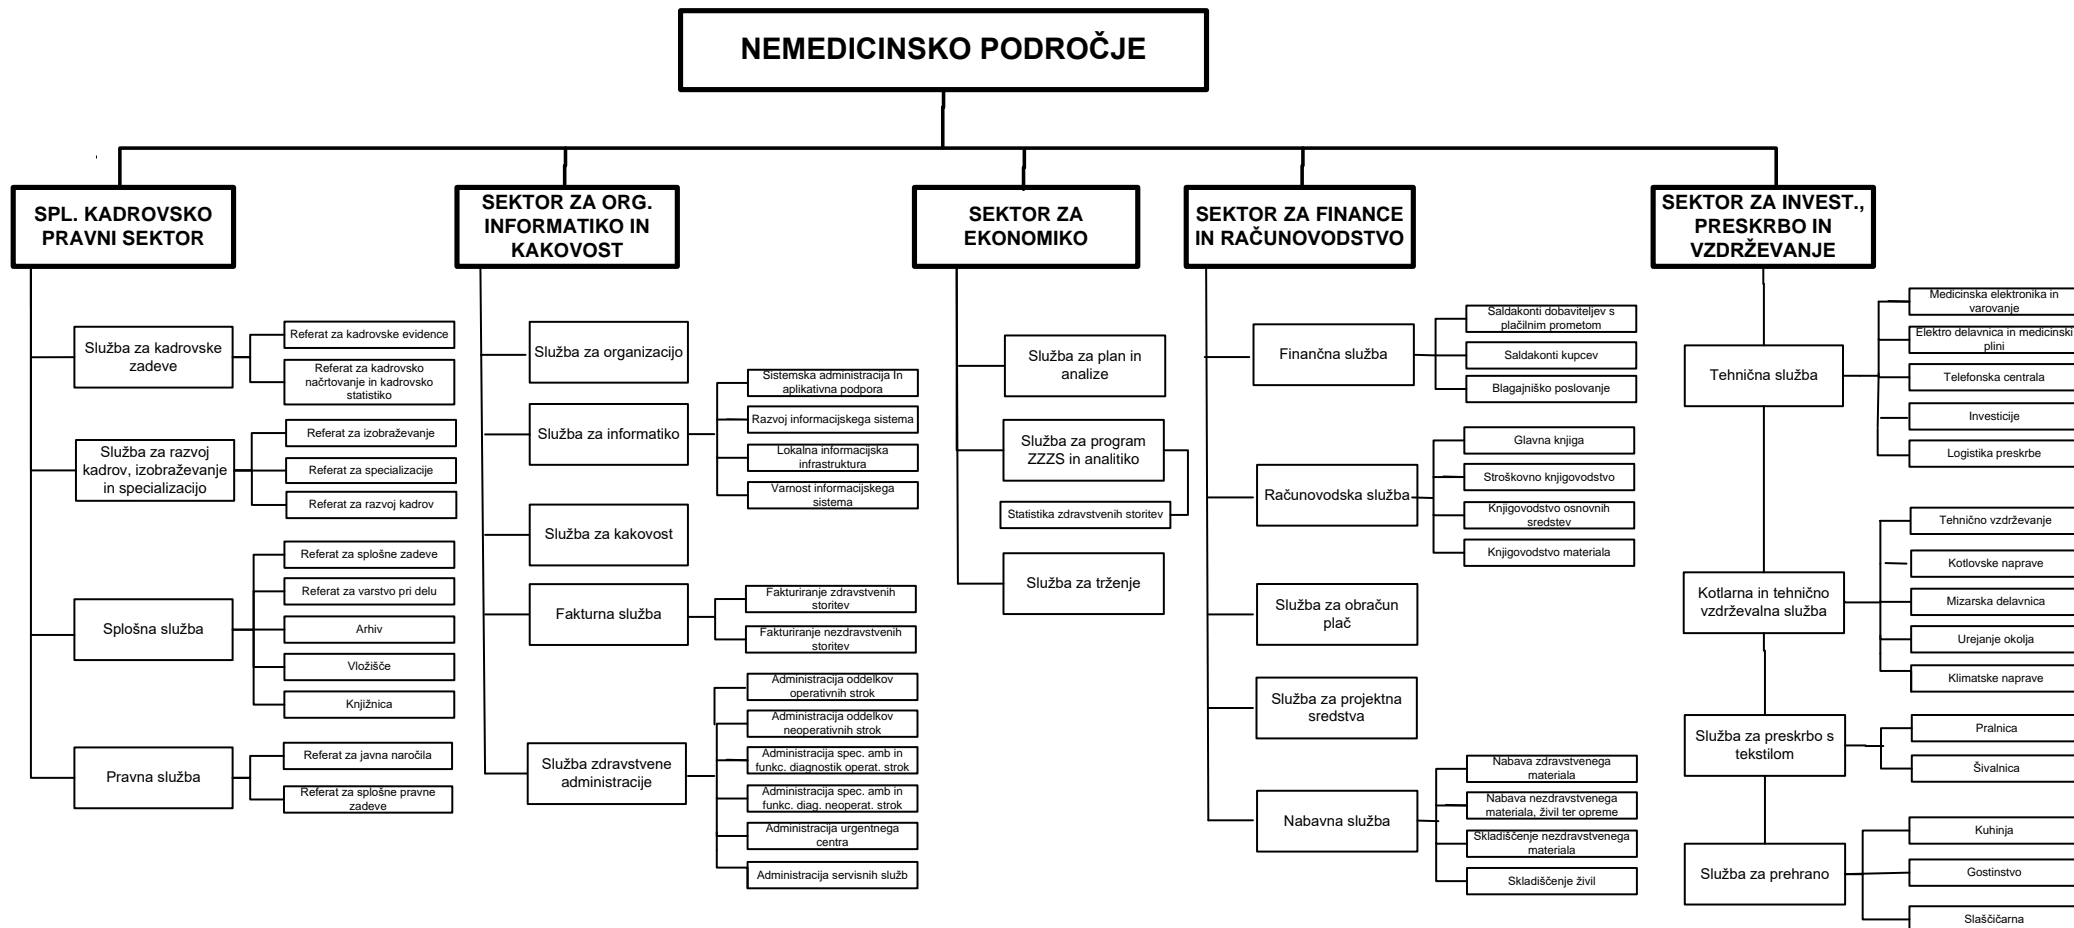 NEMEDICINSKO PODROČJE
SPL. KADROVSKO
PRAVNI SEKTOR
Služba za kadrovske
zadeve
Referat za kadrovske evidence
Referat za kadrovsko
načrtovanje in kadrovsko
statistiko
Služba za razvoj
kadrov, izobraževanje
in specializacijo
Referat za izobraževanje
Referat za specializacije
Referat za razvoj kadrov
Splošna služba
Referat za splošne zadeve
Referat za varstvo pri delu
Arhiv
Vložišče
Knjižnica
Pravna služba
Referat za javna naročila
Referat za splošne pravne
zadeve
SEKTOR ZA ORG.
INFORMATIKO IN
KAKOVOST
Služba za organizacijo
Služba za informatiko
Sistemska administracija In
aplikativna podpora
Razvoj informacijskega sistema
Lokalna informacijska
infrastruktura
Varnost informacijskega
sistema
Služba za kakovost
Fakturna služba
Fakturiranje zdravstvenih
storitev
Fakturiranje nezdravstvenih
storitev
Služba zdravstvene
administracije
Administracija oddelkov
operativnih strok
Administracija oddelkov
neoperativnih strok
Administracija spec. amb in
funkc. diagnostik operat. strok
Administracija spec. amb in
funkc. diag. neoperat. strok
Administracija urgentnega
centra
Administracija servisnih služb
SEKTOR ZA
EKONOMIKO
Služba za plan in
analize
Služba za program
ZZZS in analitiko
Statistika zdravstvenih storitev
Služba za trženje
SEKTOR ZA FINANCE
IN RAČUNOVODSTVO
Finančna služba
Saldakonti dobaviteljev s
plačilnim prometom
Saldakonti kupcev
Blagajniško poslovanje
Računovodska služba
Glavna knjiga
Stroškovno knjigovodstvo
Knjigovodstvo osnovnih
sredstev
Knjigovodstvo materiala
Služba za obračun
plač
Služba za projektna
sredstva
Nabavna služba
Nabava zdravstvenega
materiala
Nabava nezdravstvenega
materiala, živil ter opreme
Skladiščenje nezdravstvenega
materiala
Skladiščenje živil
SEKTOR ZA INVEST.,
PRESKRBO IN
VZDRŽEVANJE
Tehnična služba
Medicinska elektronika in
varovanje
Elektro delavnica in medicinski
plini
Telefonska centrala
Investicije
Logistika preskrbe
Kotlarna in tehnično
vzdrževalna služba
Tehnično vzdrževanje
Kotlovske naprave
Mizarska delavnica
Urejanje okolja
Klimatske naprave
Služba za preskrbo s
tekstilom
Pralnica
Šivalnica
Služba za prehrano
Kuhinja
Gostinstvo
Slaščičarna